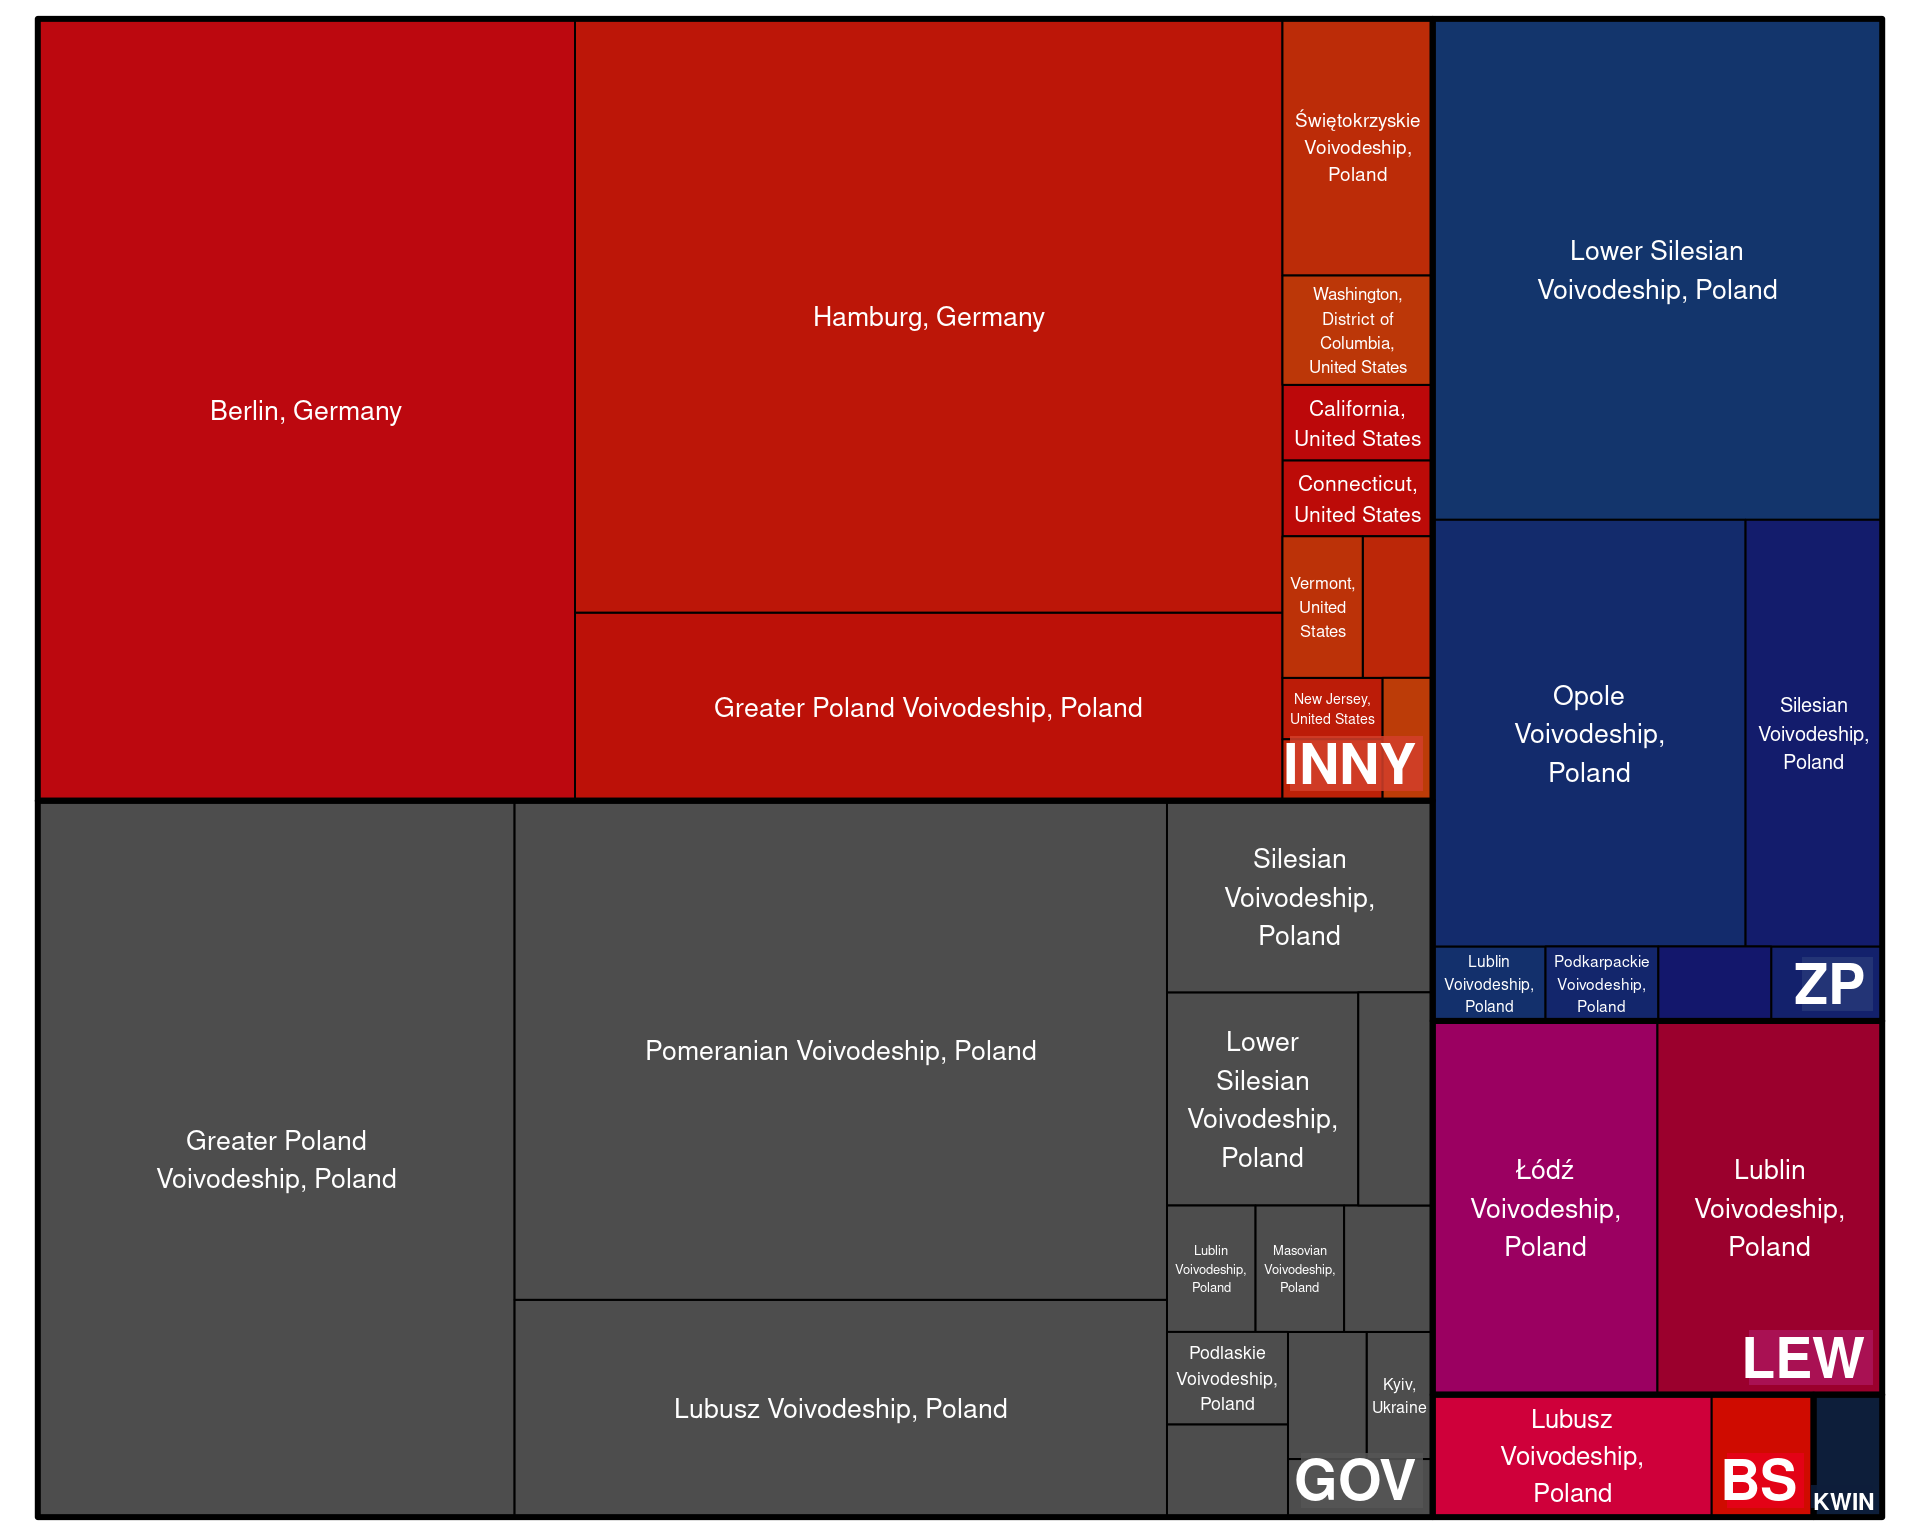 Berlin, Germany
Hamburg, Germany
Greater Poland Voivodeship, Poland
Świętokrzyskie
Voivodeship,
Poland
Washington,
District of
Columbia,
United States
California,
United States
Connecticut,
United States
Vermont,
United
States
New Jersey,
United States
INNY
Lower Silesian
Voivodeship, Poland
Opole
Voivodeship,
Poland
Silesian
Voivodeship,
Poland
Lublin
Voivodeship,
Poland
Podkarpackie
Voivodeship,
Poland
ZP
Greater Poland
Voivodeship, Poland
Pomeranian Voivodeship, Poland
Lubusz Voivodeship, Poland
Silesian
Voivodeship,
Poland
Lower
Silesian
Voivodeship,
Poland
Lublin
Voivodeship,
Poland
Masovian
Voivodeship,
Poland
Podlaskie
Voivodeship,
Poland
Kyiv,
Ukraine
GOV
Łódź
Voivodeship,
Poland
Lublin
Voivodeship,
Poland
LEW
Lubusz
Voivodeship,
Poland
BS
KWIN